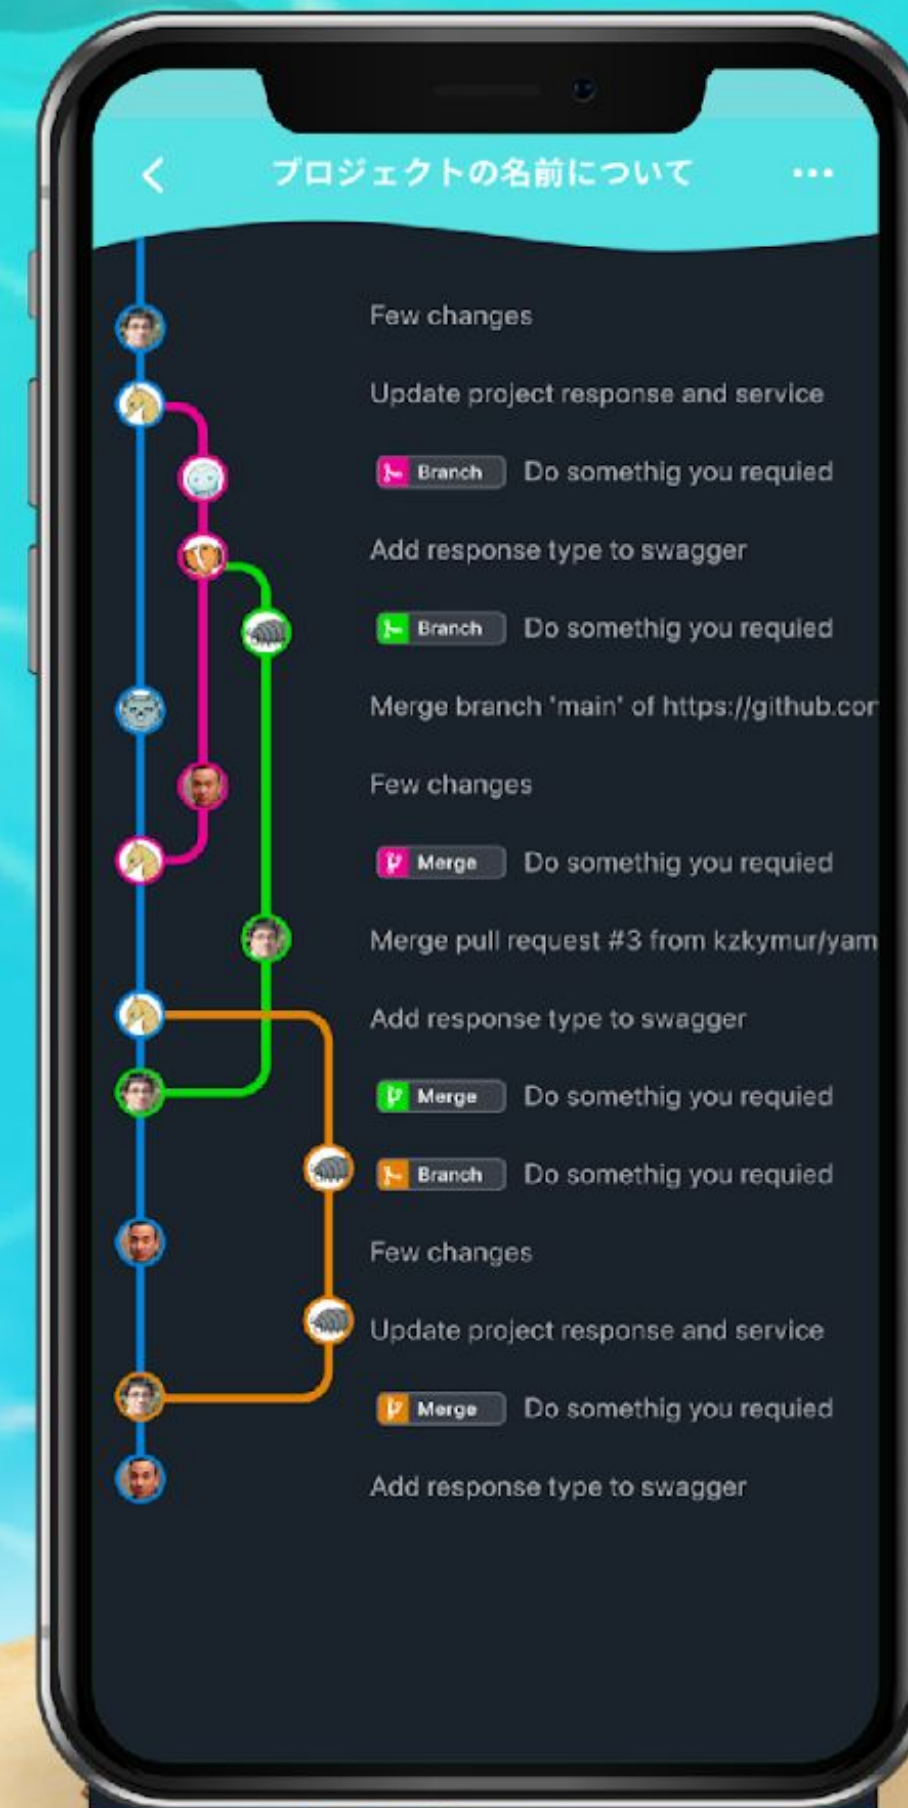 プロジェクトの名前について
Few changes
Update project response and service
Branch Do somethig you requied
Add response type to swagger
Branch Do somethig you requied
Merge branch 'main' of https://github.cor
Few changes
Merge Do somethig you requied
Merge pull request #3 from kzkymur/yam
Add response type to swagger
Merge Do somethig you requied
Branch Do somethig you requied
Few changes
Update project response and service
Merge Do somethig you requied
Add response type to swagger